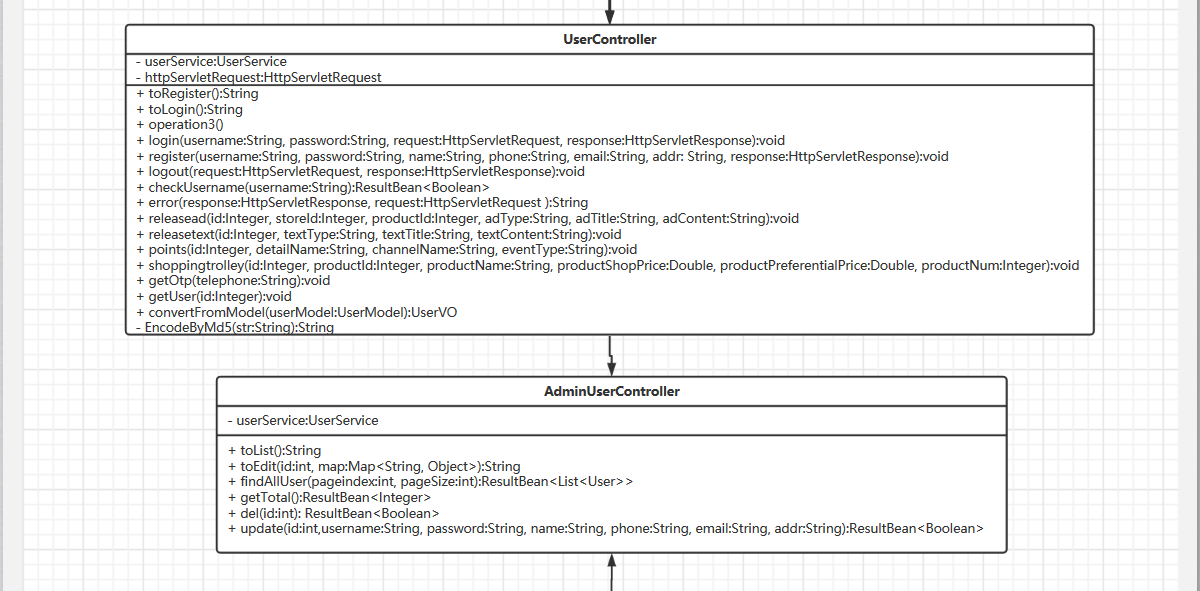 UserController
- userService:UserService
- httpServletRequest:HttpServletRequest
+ toRegister():String
+ toLogin():String
+ operation3()
+ login(username:String, password:String, request:HttpServletRequest, response:HttpServletResponse):void
+ register(username:String, password:String, name:String, phone:String, email:String, addr: String, response:HttpServletResponse):void
+ logout(request:HttpServletRequest, response:HttpServletResponse):void
+ checkUsername(username:String):ResultBean<Boolean>
+ error(response:HttpServletResponse, request:HttpServletRequest ):String
+ releasead(id:Integer, storeId:Integer, productId:Integer, adType:String, adTitle:String, adContent:String):void
+ releasetext(id:Integer, textType:String, textTitle:String, textContent:String):void
+ points(id:Integer, detailName:String, channelName:String, eventType:String):void
+ shoppingtrolley(id:Integer, productId:Integer, productName:String, productShopPrice:Double, productPreferentialPrice:Double, productNum:Integer):void
+ getOtp(telephone:String):void
+ getUser(id:Integer):void
+ convertFromModel(userModel:UserModel):UserVO
- EncodeByMd5(str:String):String
AdminUserController
- userService:UserService
+ toList():String
+ toEdit(id:int, map:Map<String, Object>):String
+ findAllUser(pageindex:int, pageSize:int):ResultBean<List<User>>
+ getTotal():ResultBean<Integer>
+ del(id:int): ResultBean<Boolean>
+ update(id:int,username:String, password:String, name:String, phone:String, email:String, addr:String):ResultBean<Boolean>